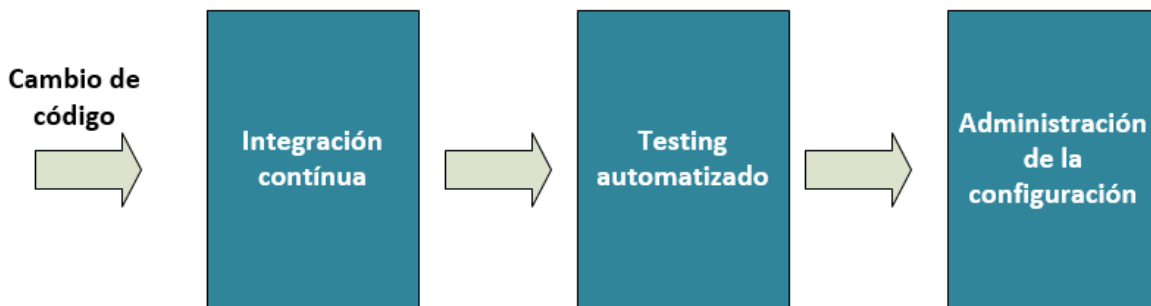 Cambio de
código
Integración
contínua
Testing
automatizado
Administración
de la
configuración